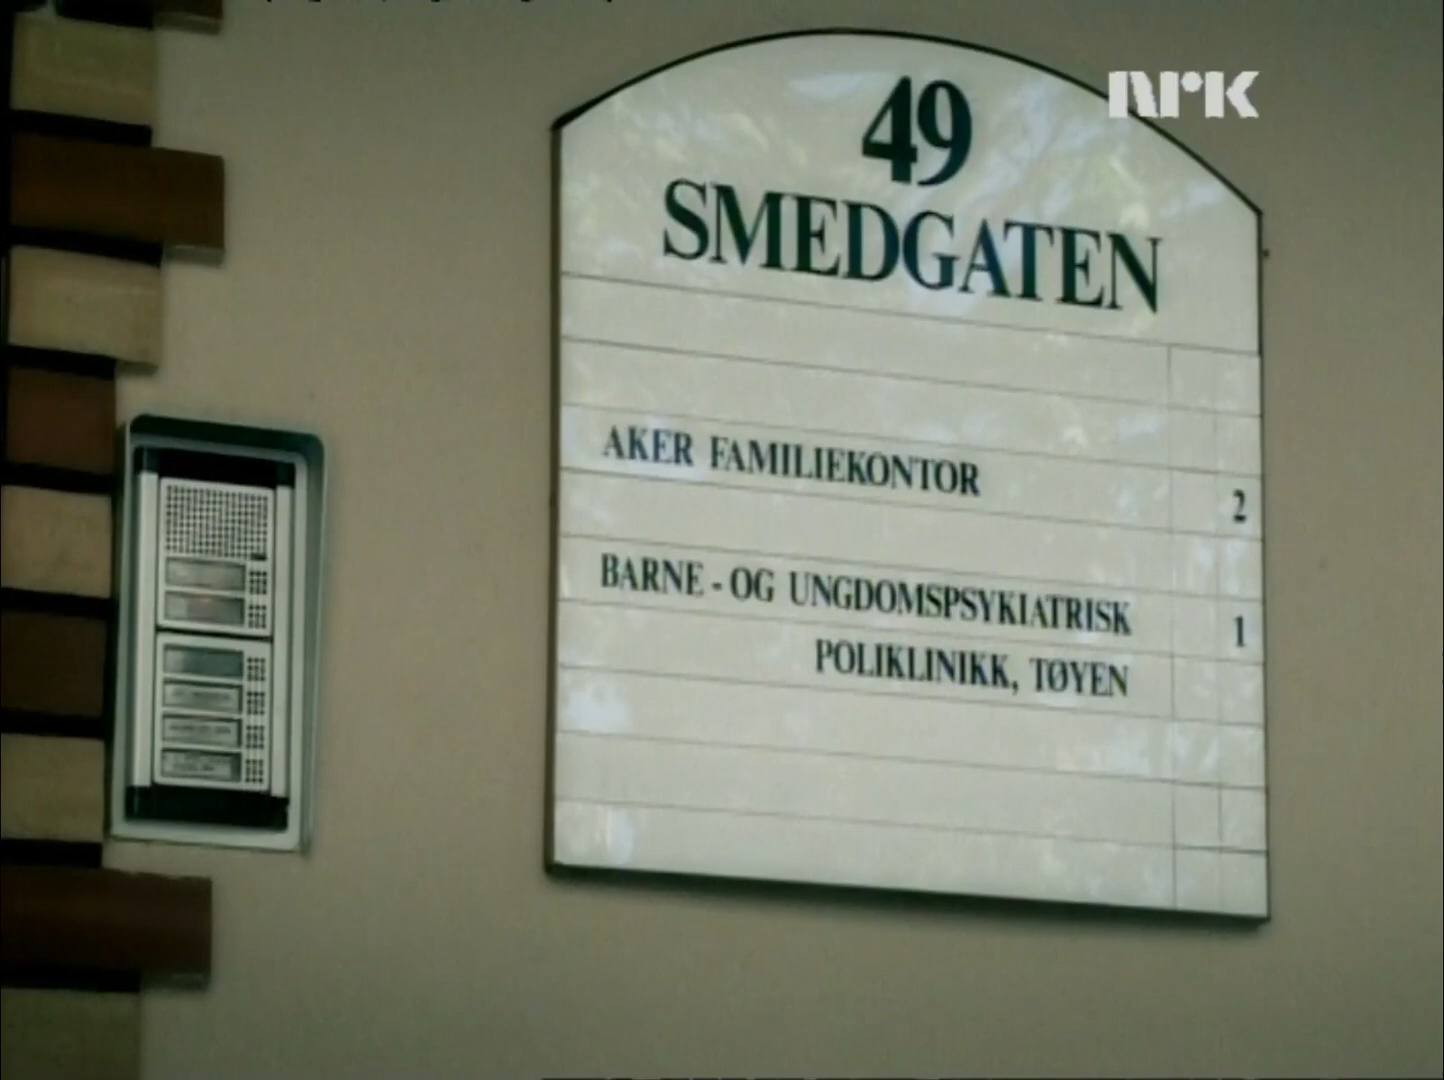 nrk
49
SMEDGATEN
AKER FAMILIEKONTOR
2
BARNE - OG UNGDOMSPSYKIATRISK
1
POLIKLINIKK, TØYEN